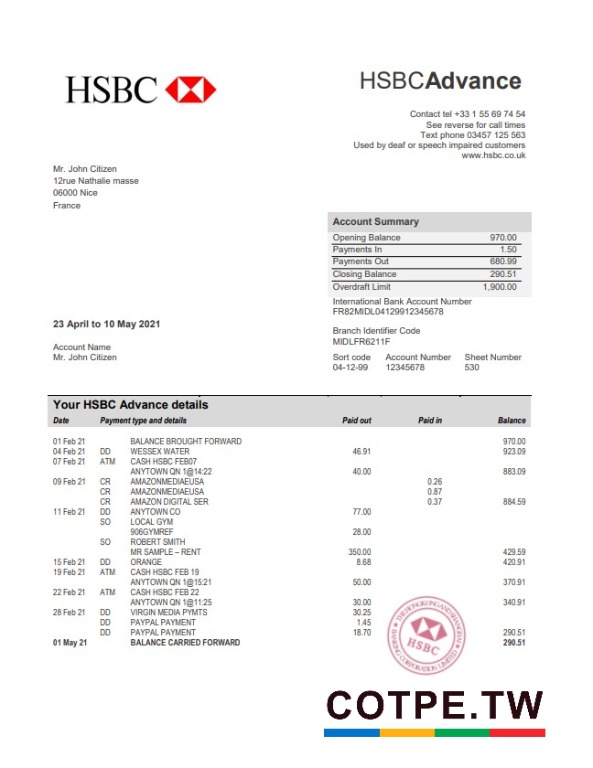 HSBC
HSBCAdvance
Contact tel +33 1 55 69 74 54
See reverse for call times
Text phone 03457 125 563
Used by deaf or speech impaired customers
www.hsbc.co.uk
Mr. John Citizen
12rue Nathalie masse
06000 Nice
France
Account Summary
Opening Balance 970.00
Payments In 1.50
Payments Out 680.99
Closing Balance 290.51
Overdraft Limit 1,900.00
International Bank Account Number
FR82MIDL04129912345678
23 April to 10 May 2021
Branch Identifier Code
MIDLFR6211F
Account Name
Mr. John Citizen
Sort code Account Number Sheet Number
04-12-99 12345678 530
Your HSBC Advance details
Date Payment type and details Paid out Paid in Balance
01 Feb 21 BALANCE BROUGHT FORWARD 970.00
04 Feb 21 DD WESSEX WATER 46.91 923.09
07 Feb 21 ATM CASH HSBC FEB07
ANYTOWN QN 1@14:22 40.00 883.09
09 Feb 21 CR AMAZONMEDIAEUSA 0.26
CR AMAZONMEDIAEUSA 0.87
CR AMAZON DIGITAL SER 0.37 884.59
11 Feb 21 DD ANYTOWN CO 77.00
SO LOCAL GYM
906GYMREF 28.00
SO ROBERT SMITH
MR SAMPLE – RENT 350.00 429.59
15 Feb 21 DD ORANGE 8.68 420.91
19 Feb 21 ATM CASH HSBC FEB 19
ANYTOWN QN 1@15:21 50.00 370.91
22 Feb 21 ATM CASH HSBC FEB 22
ANYTOWN QN 1@11:25 30.00 340.91
28 Feb 21 DD VIRGIN MEDIA PYMTS 30.25
DD PAYPAL PAYMENT 1.45
DD PAYPAL PAYMENT 18.70 290.51
01 May 21 BALANCE CARRIED FORWARD 290.51
THE HONGKONG AND SHANGHAI
BANKING CORPORATION LIMITED
HSBC
COTPE.TW